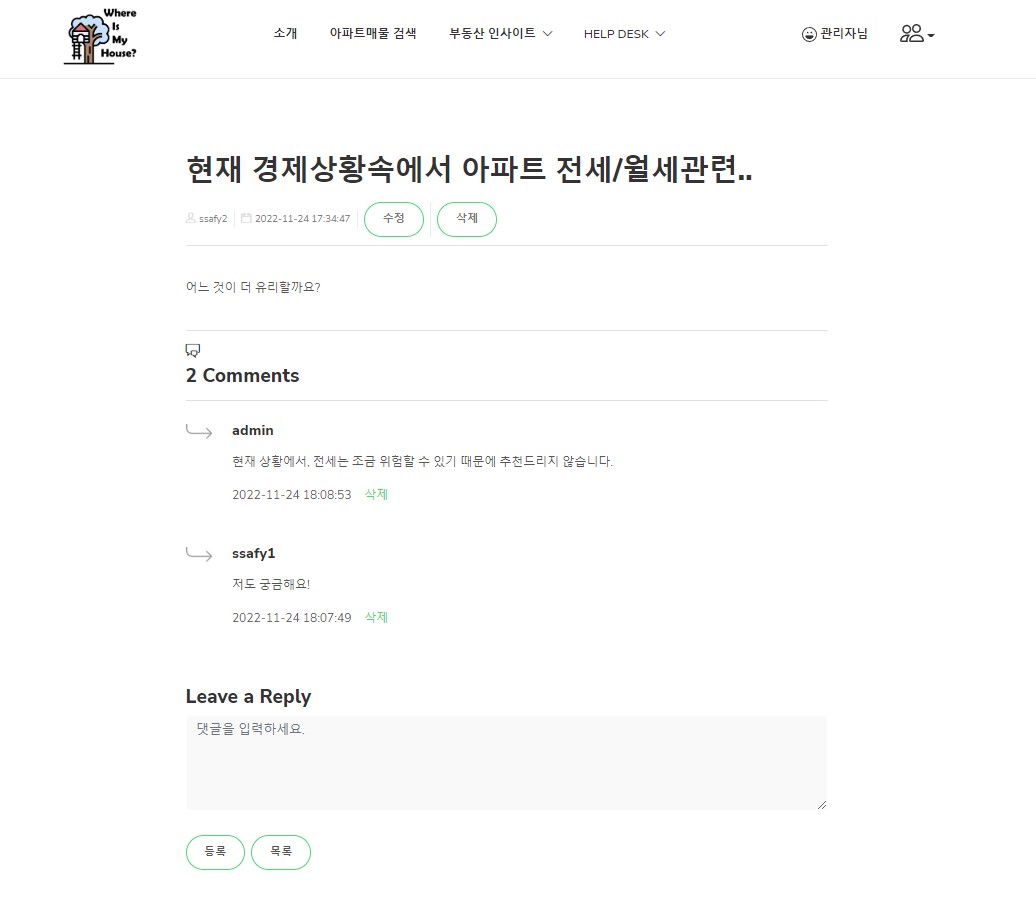 Where
Is
My
House?
소개 아파트매물 검색 부동산 인사이트 HELP DESK 관리자님
현재 경제상황속에서 아파트 전세/월세관련..
ssafy2 2022-11-24 17:34:47 수정 삭제
어느 것이 더 유리할까요?
2 Comments
admin
현재 상황에서, 전세는 조금 위험할 수 있기 때문에 추천드리지 않습니다.
2022-11-24 18:08:53 삭제
ssafy1
저도 궁금해요!
2022-11-24 18:07:49 삭제
Leave a Reply
댓글을 입력하세요.
등록 목록